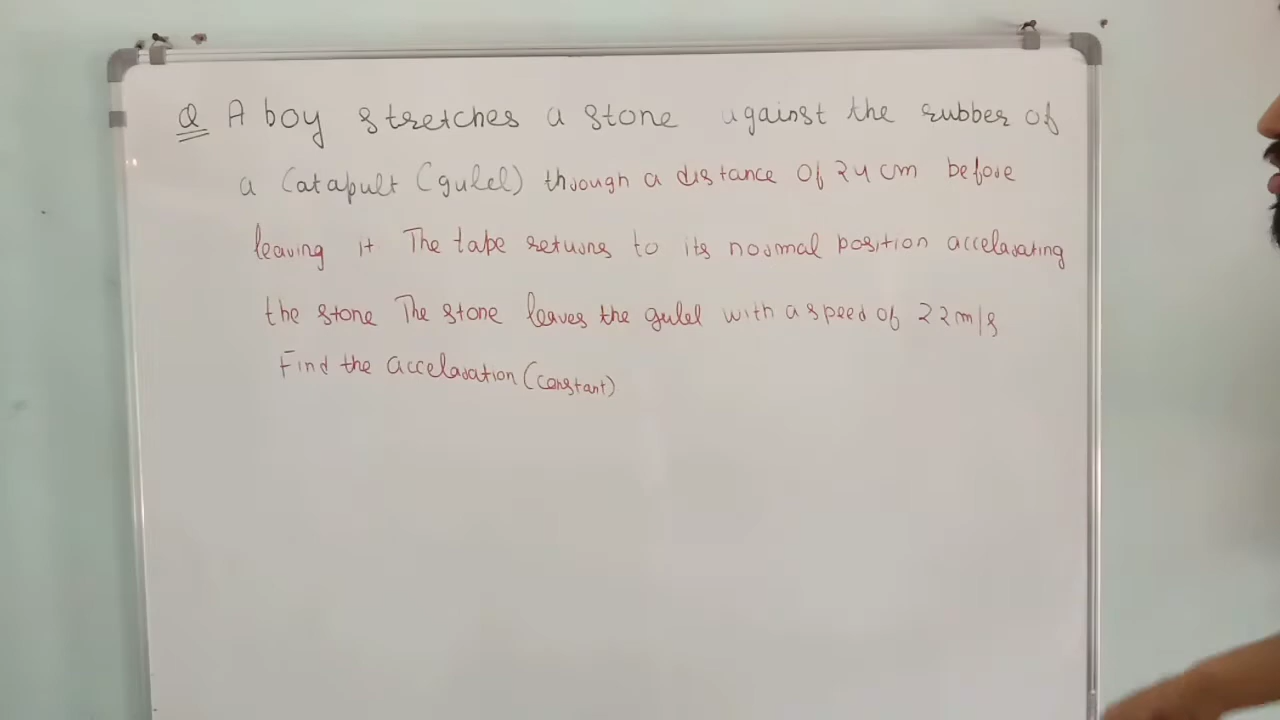 Q A boy stretches a stone against the rubber of
a Catapult (gulel) through a distance of 24 cm before
leaving it The tape returns to its normal position accelarating
the stone The stone leaves the gulel with a speed of 22m/s
Find the accelaration (constant)